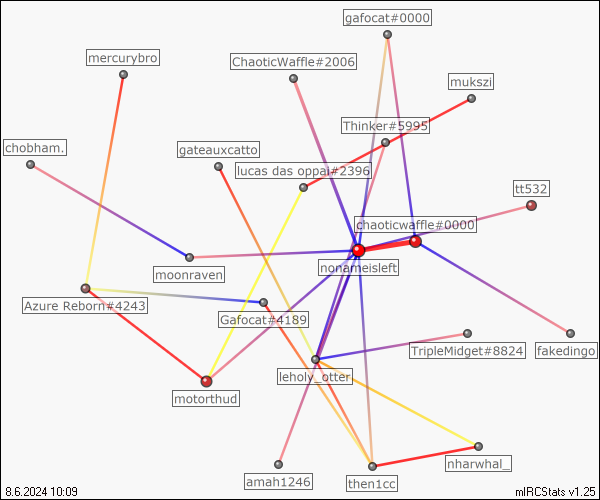 gafocat#0000
mercurybro
ChaoticWaffle#2006
mukszi
Thinker#5995
chobham.
gateauxcatto
lucas das oppai#2396
tt532
chaoticwaffle#0000
nonameisleft
moonraven
Azure Reborn#4243
Gafocat#4189
TripleMidget#8824
fakedingo
leholy_otter
motorthud
nharwhal_
amah1246
then1cc
8.6.2024 10:09
mIRCStats v1.25